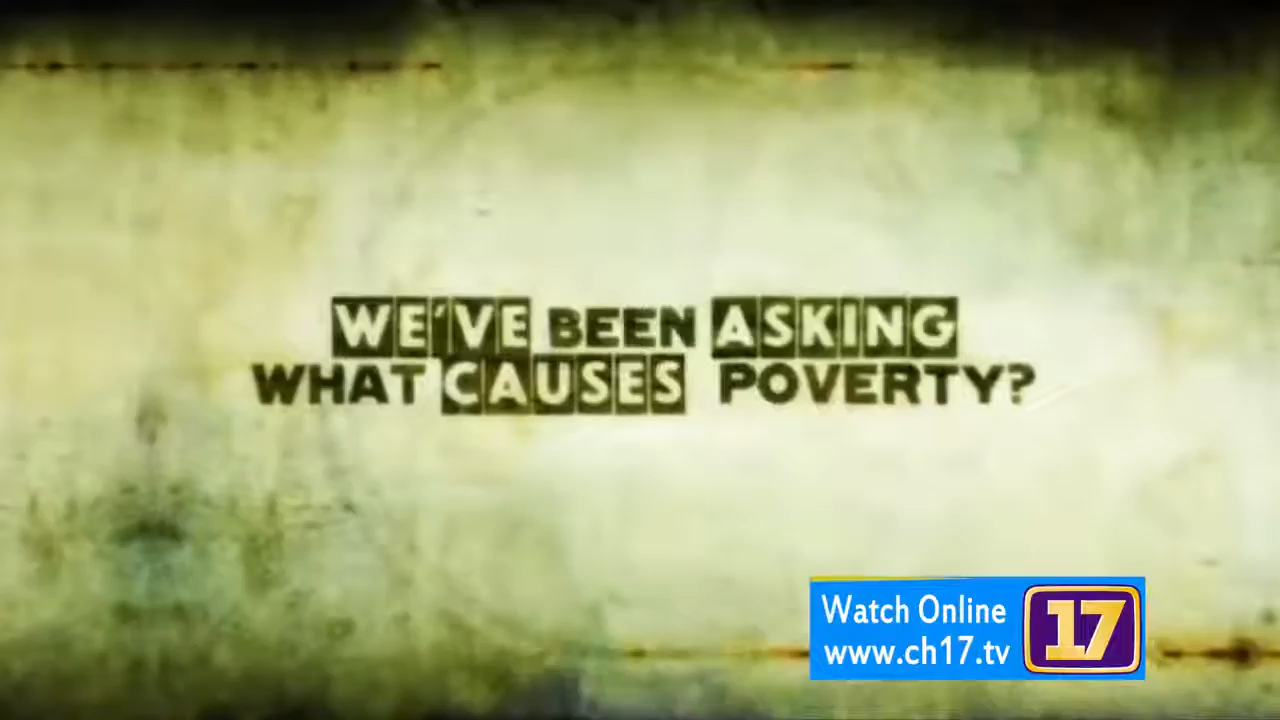 WE'VE BEEN ASKING
WHAT CAUSES POVERTY?
Watch Online
www.ch17.tv
17